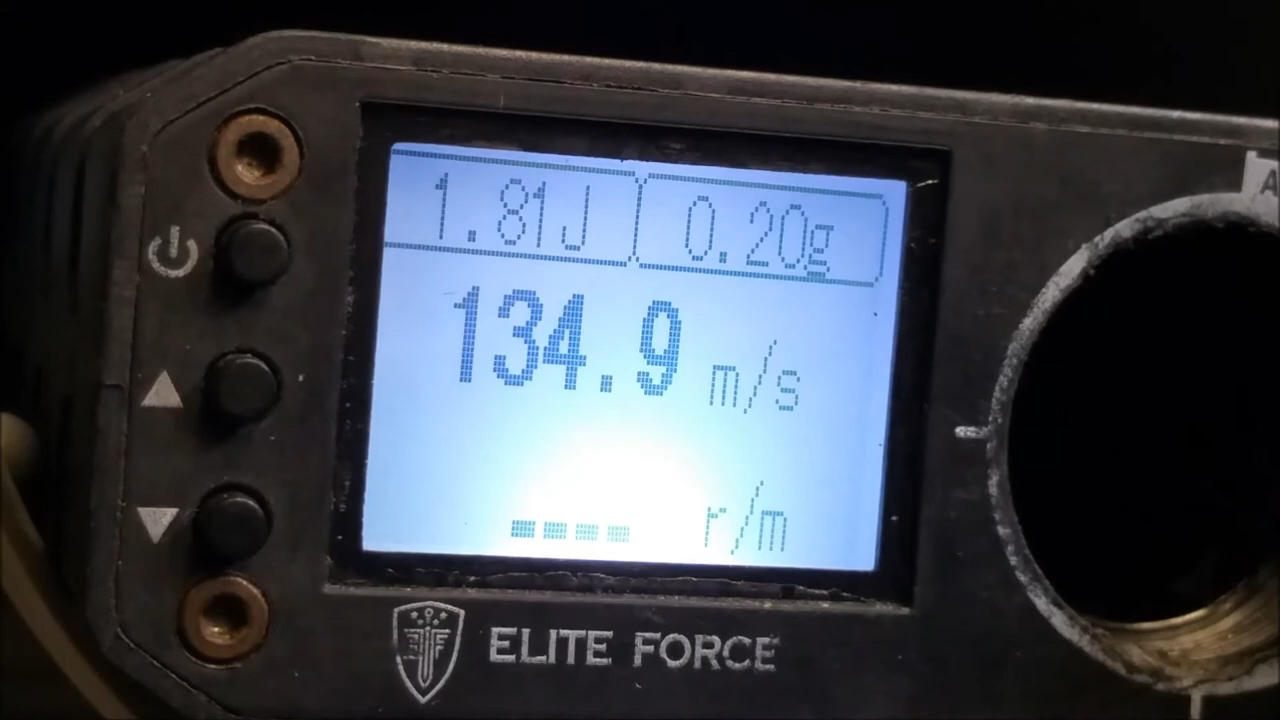 1.81J 0.20g
134.9 m/s
---- r/m
ELITE FORCE
A